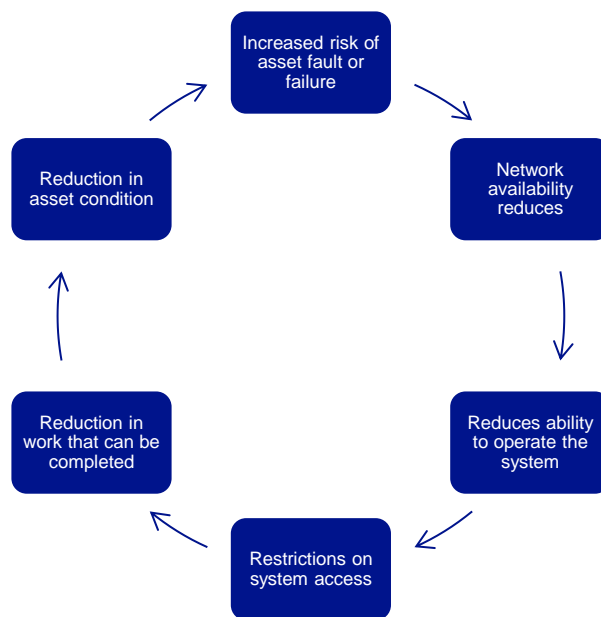 Increased risk of
asset fault or
failure
Network
availability
reduces
Reduces ability
to operate the
system
Restrictions on
system access
Reduction in
work that can be
completed
Reduction in
asset condition